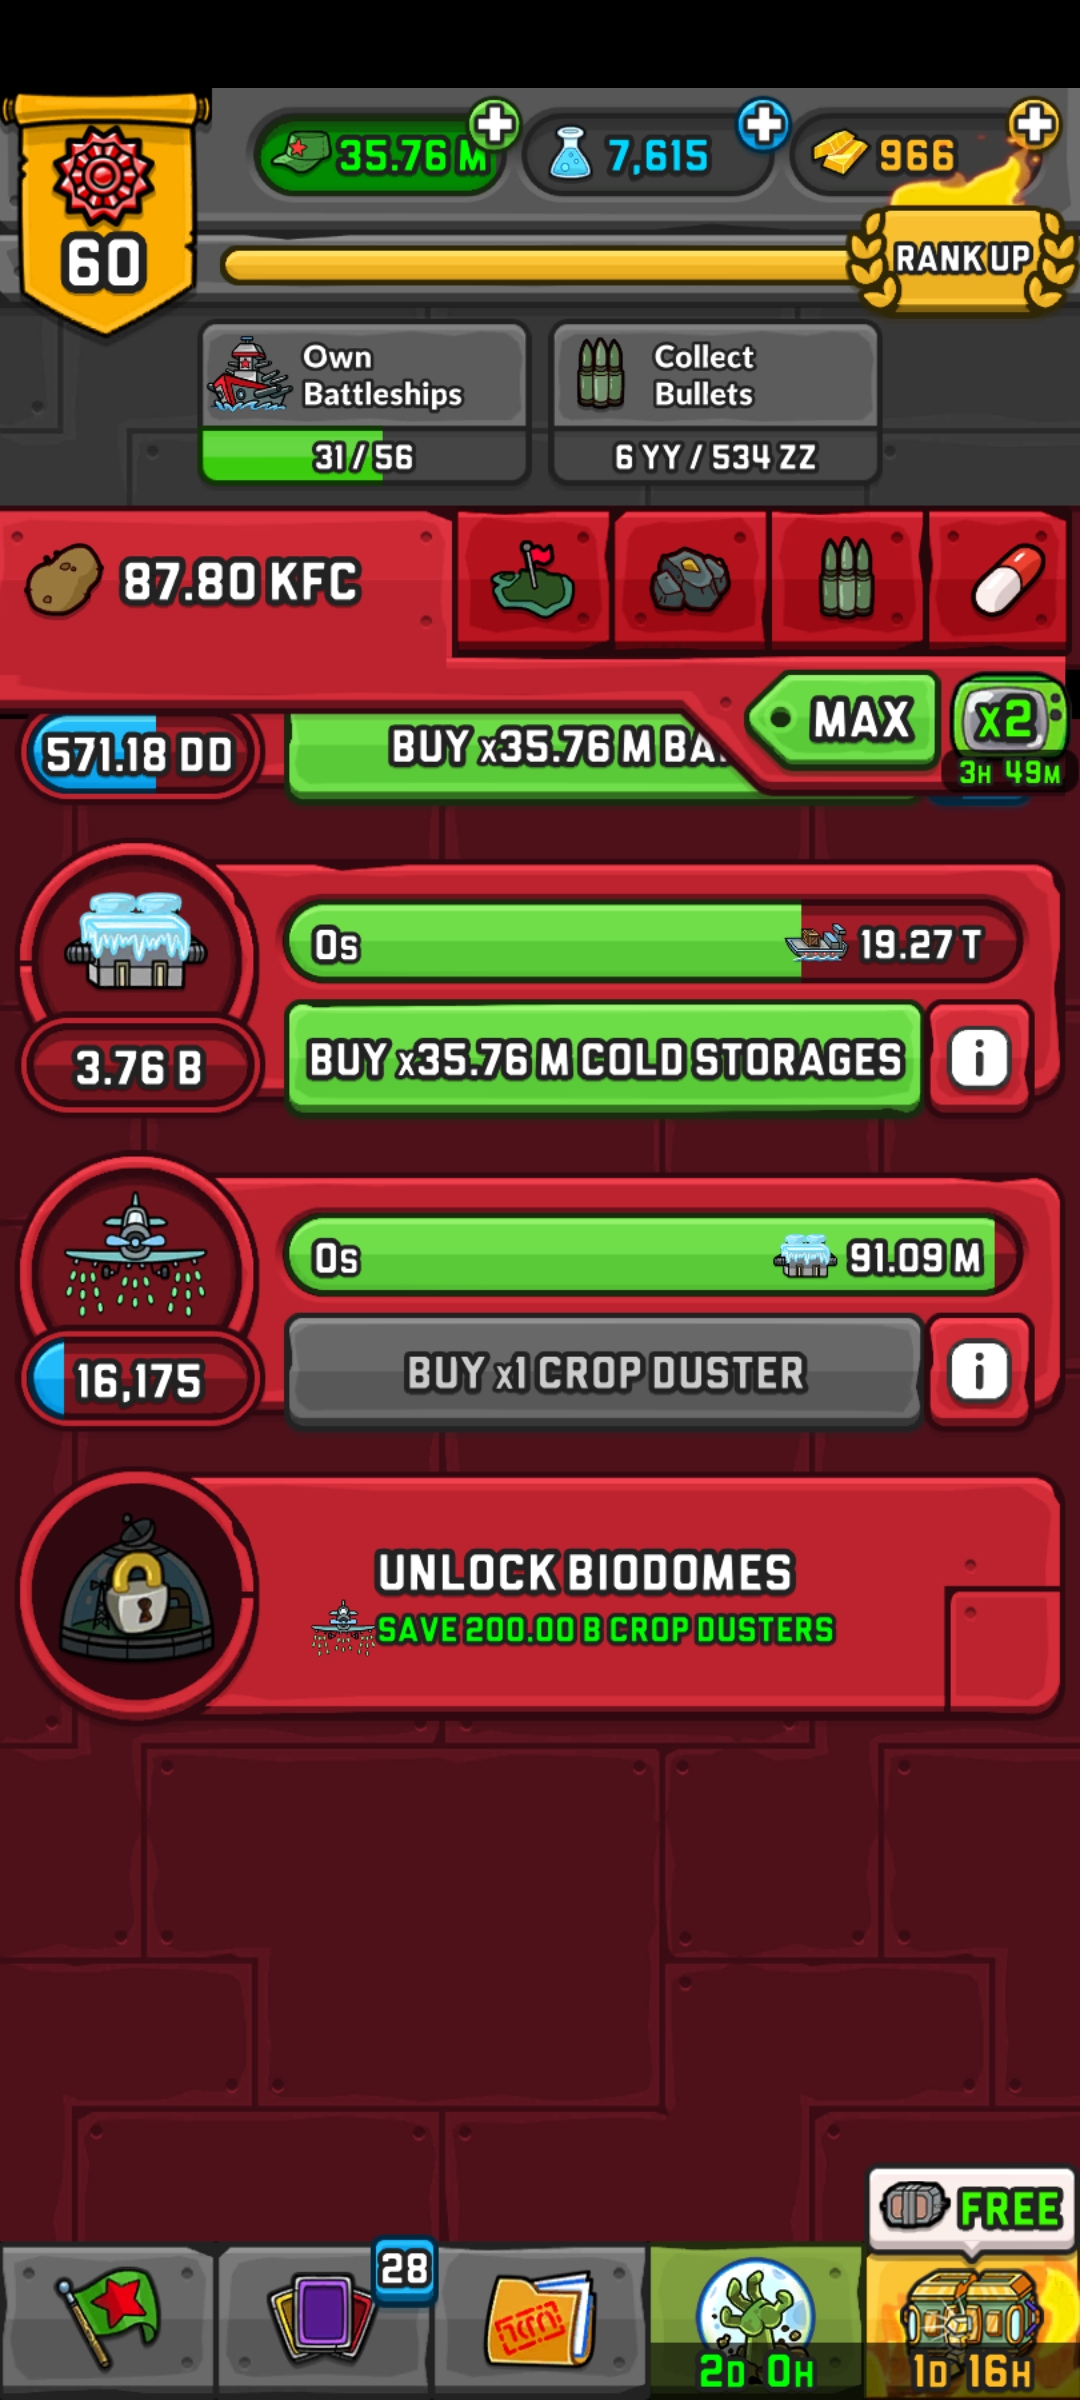 35.76 M
7,615
966
60
RANK UP
Own
Battleships
31 / 56
Collect
Bullets
6 YY / 534 ZZ
87.80 KFC
MAX
x2
3H 49M
571.18 DD
BUY x35.76 M BA
0s
19.27 T
3.76 B
BUY x35.76 M COLD STORAGES
i
0s
91.09 M
16,175
BUY x1 CROP DUSTER
i
UNLOCK BIODOMES
SAVE 200.00 B CROP DUSTERS
FREE
28
2D 0H
1D 16H